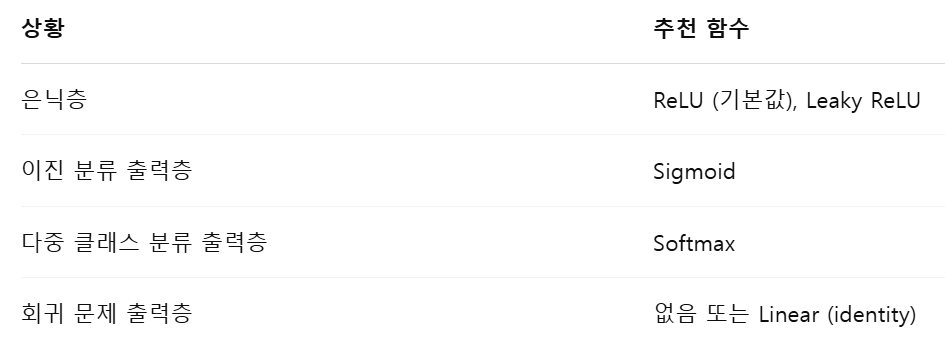 상황 추천 함수
은닉층 ReLU (기본값), Leaky ReLU
이진 분류 출력층 Sigmoid
다중 클래스 분류 출력층 Softmax
회귀 문제 출력층 없음 또는 Linear (identity)